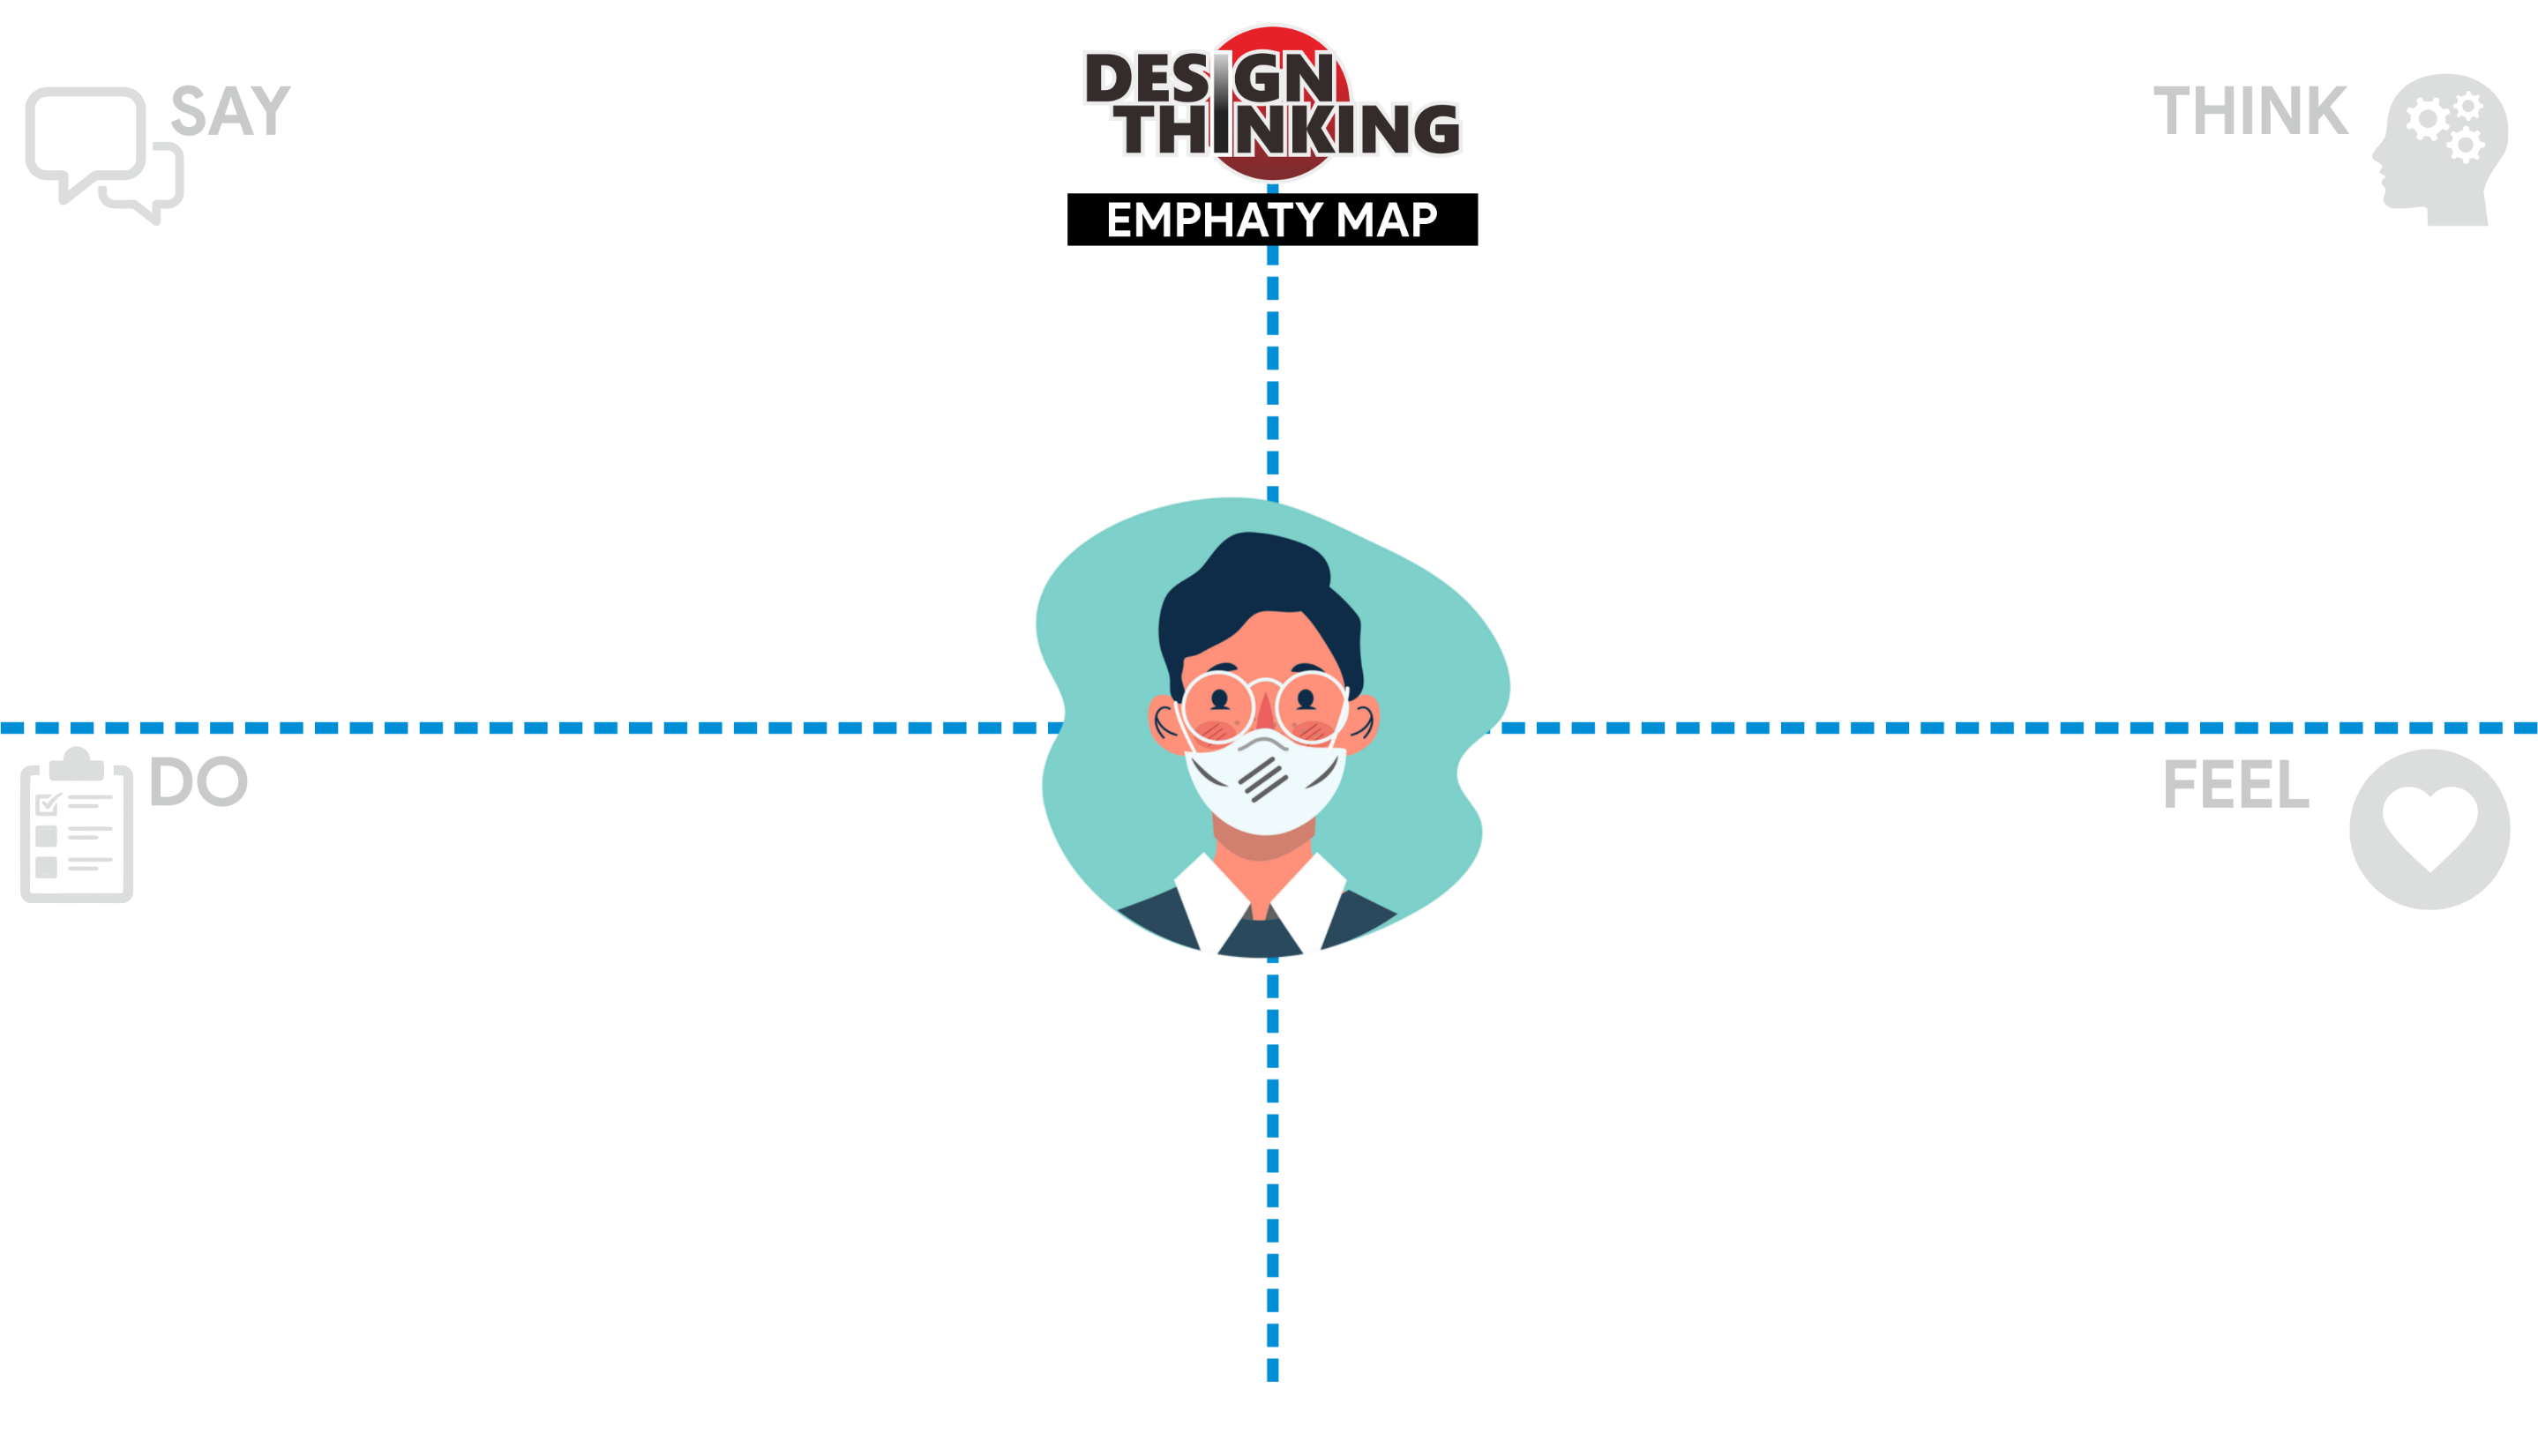 DESIGN
THINKING
EMPHATY MAP
SAY
THINK
DO
FEEL